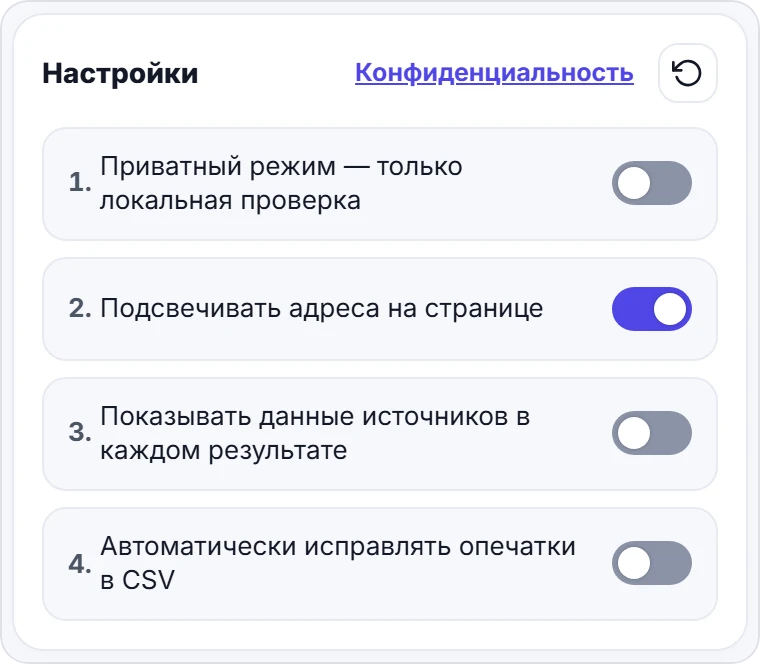 Настройки
Конфиденциальность
1. Приватный режим — только
локальная проверка
2. Подсвечивать адреса на странице
3. Показывать данные источников в
каждом результате
4. Автоматически исправлять опечатки
в CSV